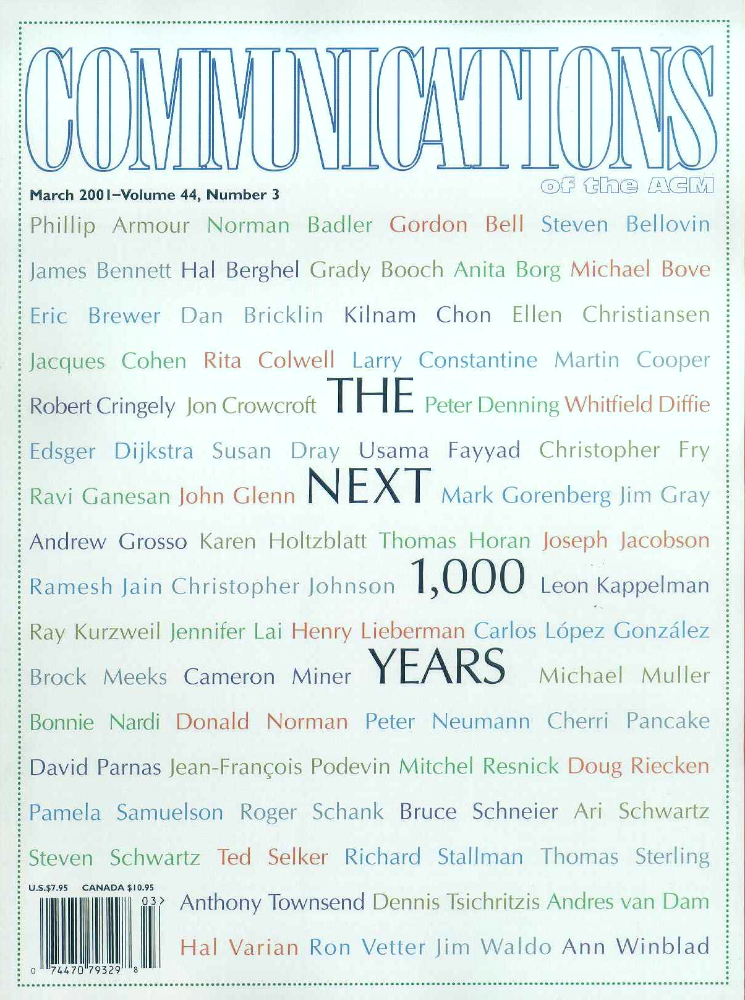 COMMUNICATIONS
of the ACM
March 2001–Volume 44, Number 3
Phillip Armour Norman Badler Gordon Bell Steven Bellovin
James Bennett Hal Berghel Grady Booch Anita Borg Michael Bove
Eric Brewer Dan Bricklin Kilnam Chon Ellen Christiansen
Jacques Cohen Rita Colwell Larry Constantine Martin Cooper
Robert Cringely Jon Crowcroft THE Peter Denning Whitfield Diffie
Edsger Dijkstra Susan Dray Usama Fayyad Christopher Fry
Ravi Ganesan John Glenn NEXT Mark Gorenberg Jim Gray
Andrew Grosso Karen Holtzblatt Thomas Horan Joseph Jacobson
Ramesh Jain Christopher Johnson 1,000 Leon Kappelman
Ray Kurzweil Jennifer Lai Henry Lieberman Carlos López González
Brock Meeks Cameron Miner YEARS Michael Muller
Bonnie Nardi Donald Norman Peter Neumann Cherri Pancake
David Parnas Jean-François Podevin Mitchel Resnick Doug Riecken
Pamela Samuelson Roger Schank Bruce Schneier Ari Schwartz
Steven Schwartz Ted Selker Richard Stallman Thomas Sterling
U.S.$7.95 CANADA $10.95
03>
Anthony Townsend Dennis Tsichritzis Andres van Dam
Hal Varian Ron Vetter Jim Waldo Ann Winblad
0 74470 79329 8